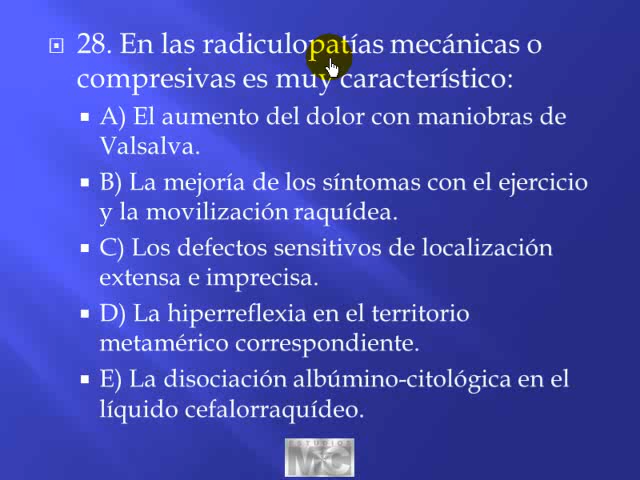 28. En las radiculopatías mecánicas o
compresivas es muy característico:
A) El aumento del dolor con maniobras de
Valsalva.
B) La mejoría de los síntomas con el ejercicio
y la movilización raquídea.
C) Los defectos sensitivos de localización
extensa e imprecisa.
D) La hiperreflexia en el territorio
metamérico correspondiente.
E) La disociación albúmino-citológica en el
líquido cefalorraquídeo.
ESTUDIOS
MC